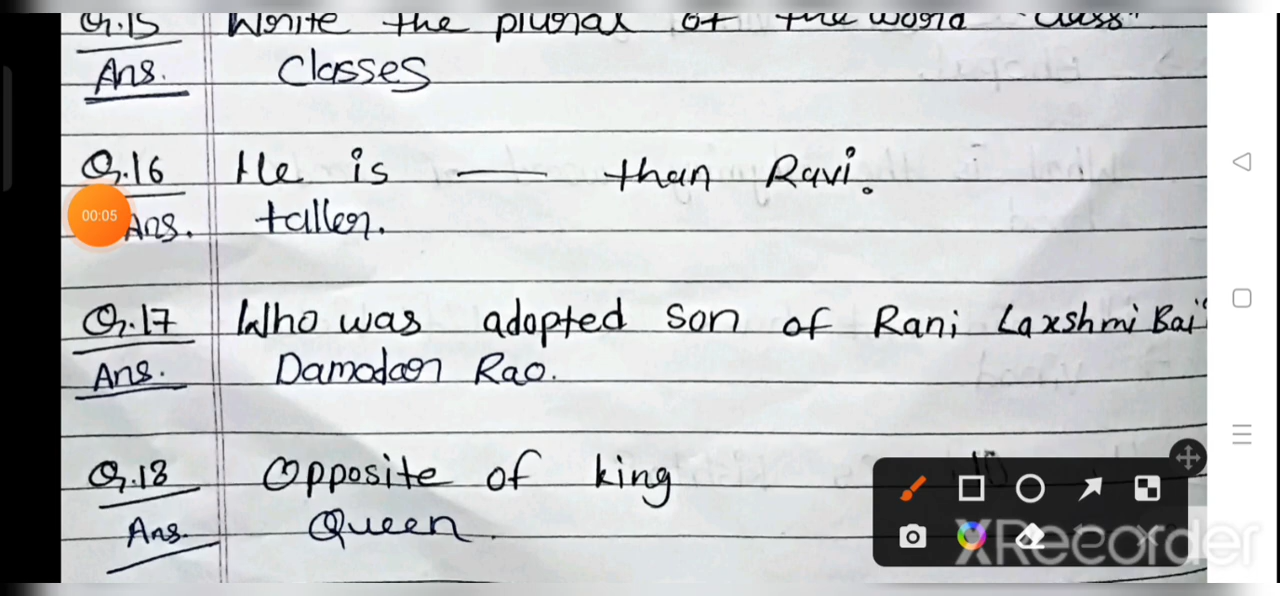 Q.15 Write the plural of the word "class"
Ans. Classes
Q.16 He is —— than Ravi.
00:05
Ans. taller.
Q.17 Who was adopted son of Rani Laxshmi Bai
Ans. Damodar Rao.
Q.18 Opposite of king
Ans. Queen.
XRecorder